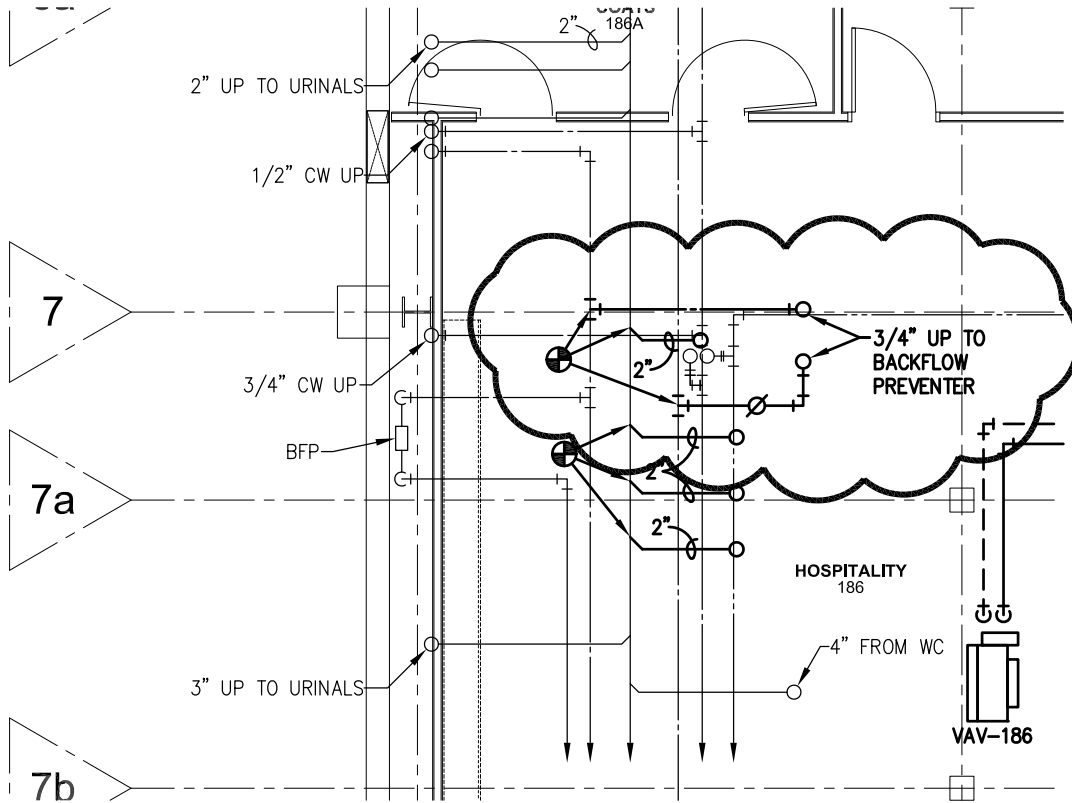 COATS
186A
2"
2" UP TO URINALS
1/2" CW UP
7
3/4" UP TO
BACKFLOW
PREVENTER
2"
3/4" CW UP
BFP
2"
7a
2"
HOSPITALITY
186
4" FROM WC
3" UP TO URINALS
VAV-186
7b